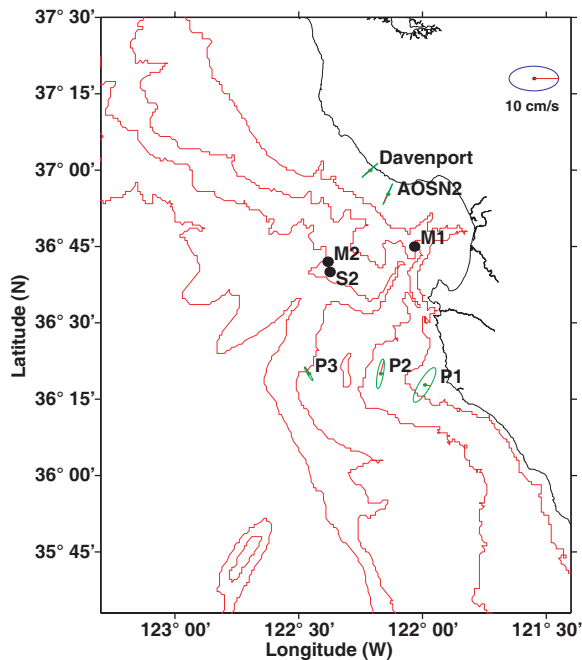 37° 30’
37° 15’
37° 00’
36° 45’
36° 30’
36° 15’
36° 00’
35° 45’
Latitude (N)
10 cm/s
Davenport
AOSN2
M1
M2
S2
P3
P2
P1
123° 00’
122° 30’
122° 00’
121° 30’
Longitude (W)